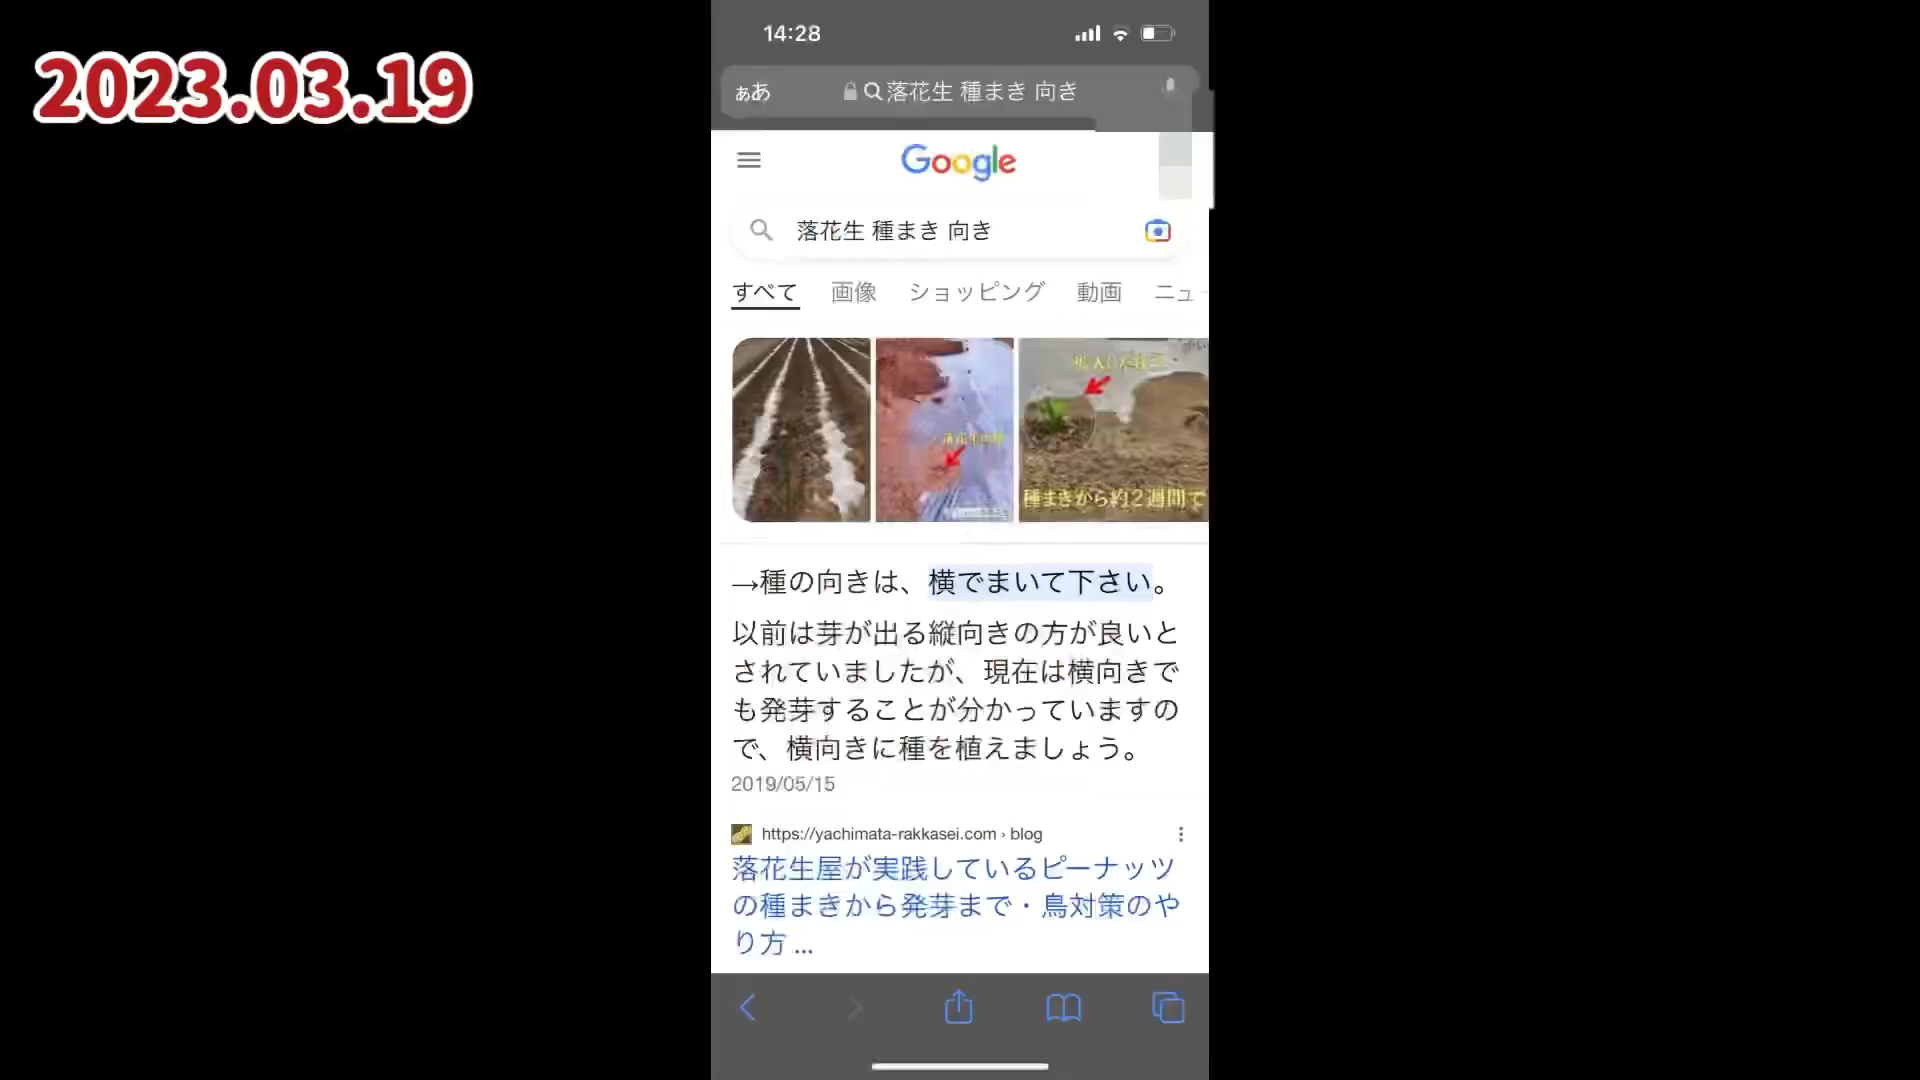 2023.03.19
14:28
ぁあ 落花生 種まき 向き
Google
落花生 種まき 向き
すべて 画像 ショッピング 動画 ニュー
種まきから約2週間で
→種の向きは、横でまいて下さい。
以前は芽が出る縦向きの方が良いと
されていましたが、現在は横向きで
も発芽することが分かっていますの
で、横向きに種を植えましょう。
2019/05/15
https://yachimata-rakkasei.com › blog
落花生屋が実践しているピーナッツ
の種まきから発芽まで・鳥対策のや
り方 ...